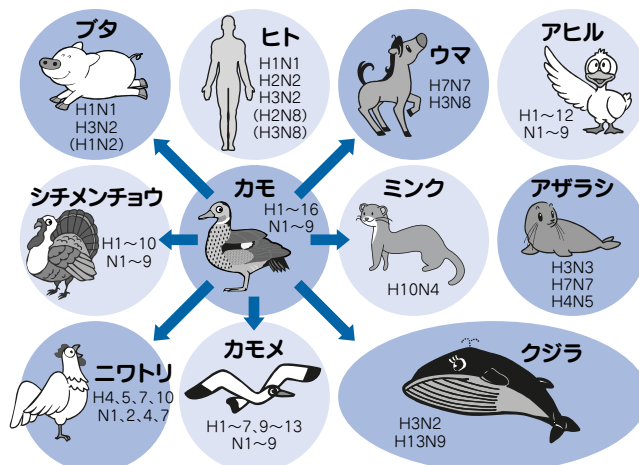 ブタ
H1N1
H3N2
(H1N2)
ヒト
H1N1
H2N2
H3N2
(H2N8)
(H3N8)
ウマ
H7N7
H3N8
アヒル
H1〜12
N1〜9
シチメンチョウ
H1〜10
N1〜9
カモ
H1〜16
N1〜9
ミンク
H10N4
アザラシ
H3N3
H7N7
H4N5
ニワトリ
H4、5、7、10
N1、2、4、7
カモメ
H1〜7、9〜13
N1〜9
クジラ
H3N2
H13N9